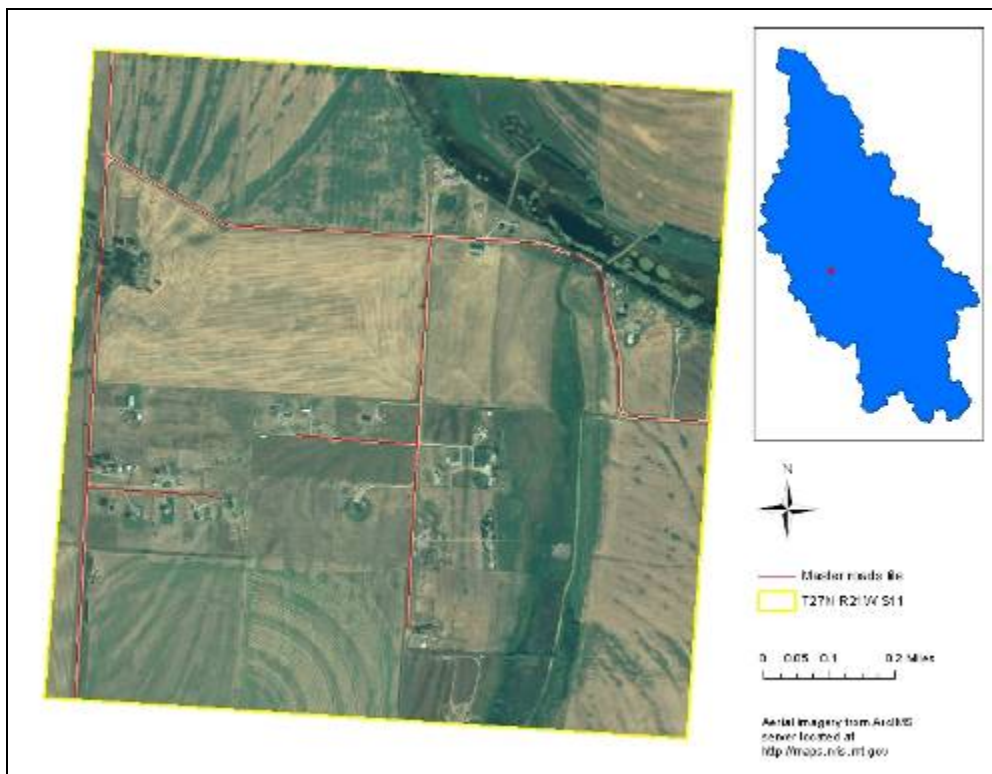 N
Master roads file
T27N R21W S11
0 0.05 0.1 0.2 Miles
Aerial imagery from ArcIMS
server located at
http://maps.nris.mt.gov